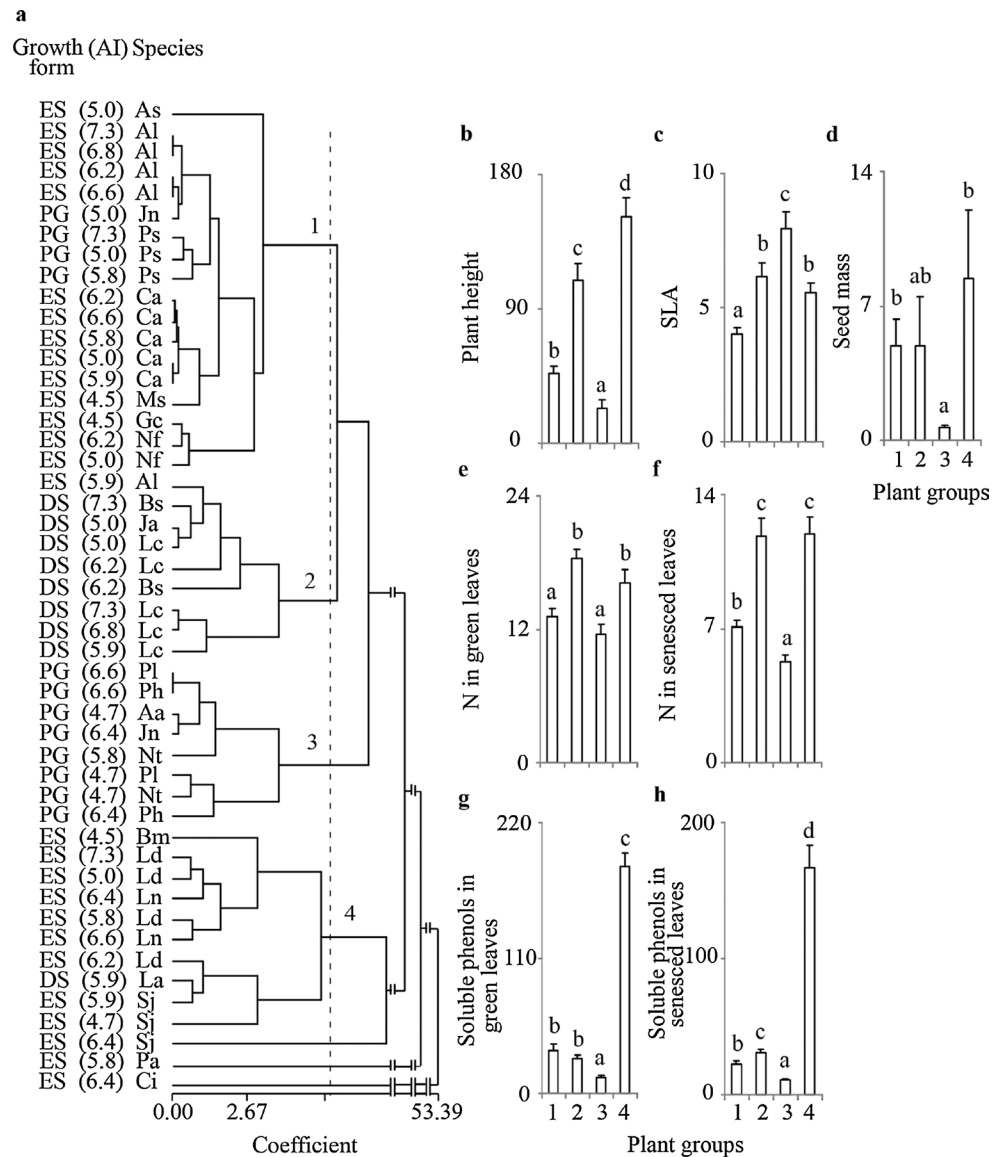 a
Growth (AI) Species
form
ES (5.0) As
ES (7.3) Al
ES (6.8) Al
ES (6.2) Al
ES (6.6) Al
PG (5.0) Jn
PG (7.3) Ps
PG (5.0) Ps
PG (5.8) Ps
ES (6.2) Ca
ES (6.6) Ca
ES (5.8) Ca
ES (5.0) Ca
ES (5.9) Ca
ES (4.5) Ms
ES (4.5) Gc
ES (6.2) Nf
ES (5.0) Nf
ES (5.9) Al
DS (7.3) Bs
DS (5.0) Ja
DS (5.0) Lc
DS (6.2) Lc
DS (6.2) Bs
DS (7.3) Lc
DS (6.8) Lc
DS (5.9) Lc
PG (6.6) Pl
PG (6.6) Ph
PG (4.7) Aa
PG (6.4) Jn
PG (5.8) Nt
PG (4.7) Pl
PG (4.7) Nt
PG (6.4) Ph
ES (4.5) Bm
ES (7.3) Ld
ES (5.0) Ld
ES (6.4) Ln
ES (5.8) Ld
ES (6.6) Ln
ES (6.2) Ld
DS (5.9) La
ES (5.9) Sj
ES (4.7) Sj
ES (6.4) Sj
ES (5.8) Pa
ES (6.4) Ci
1
2
3
4
0.00 2.67 53.39
Coefficient
b
Plant height
180
90
0
b c a d
c
SLA
10
5
0
a b c b
d
Seed mass
14
7
0
b ab a b
1 2 3 4
Plant groups
e
N in green leaves
24
12
0
a b a b
f
N in senesced leaves
14
7
0
b c a c
g
Soluble phenols in
green leaves
220
110
0
b b a c
1 2 3 4
h
Soluble phenols in
senesced leaves
200
100
0
b c a d
1 2 3 4
Plant groups